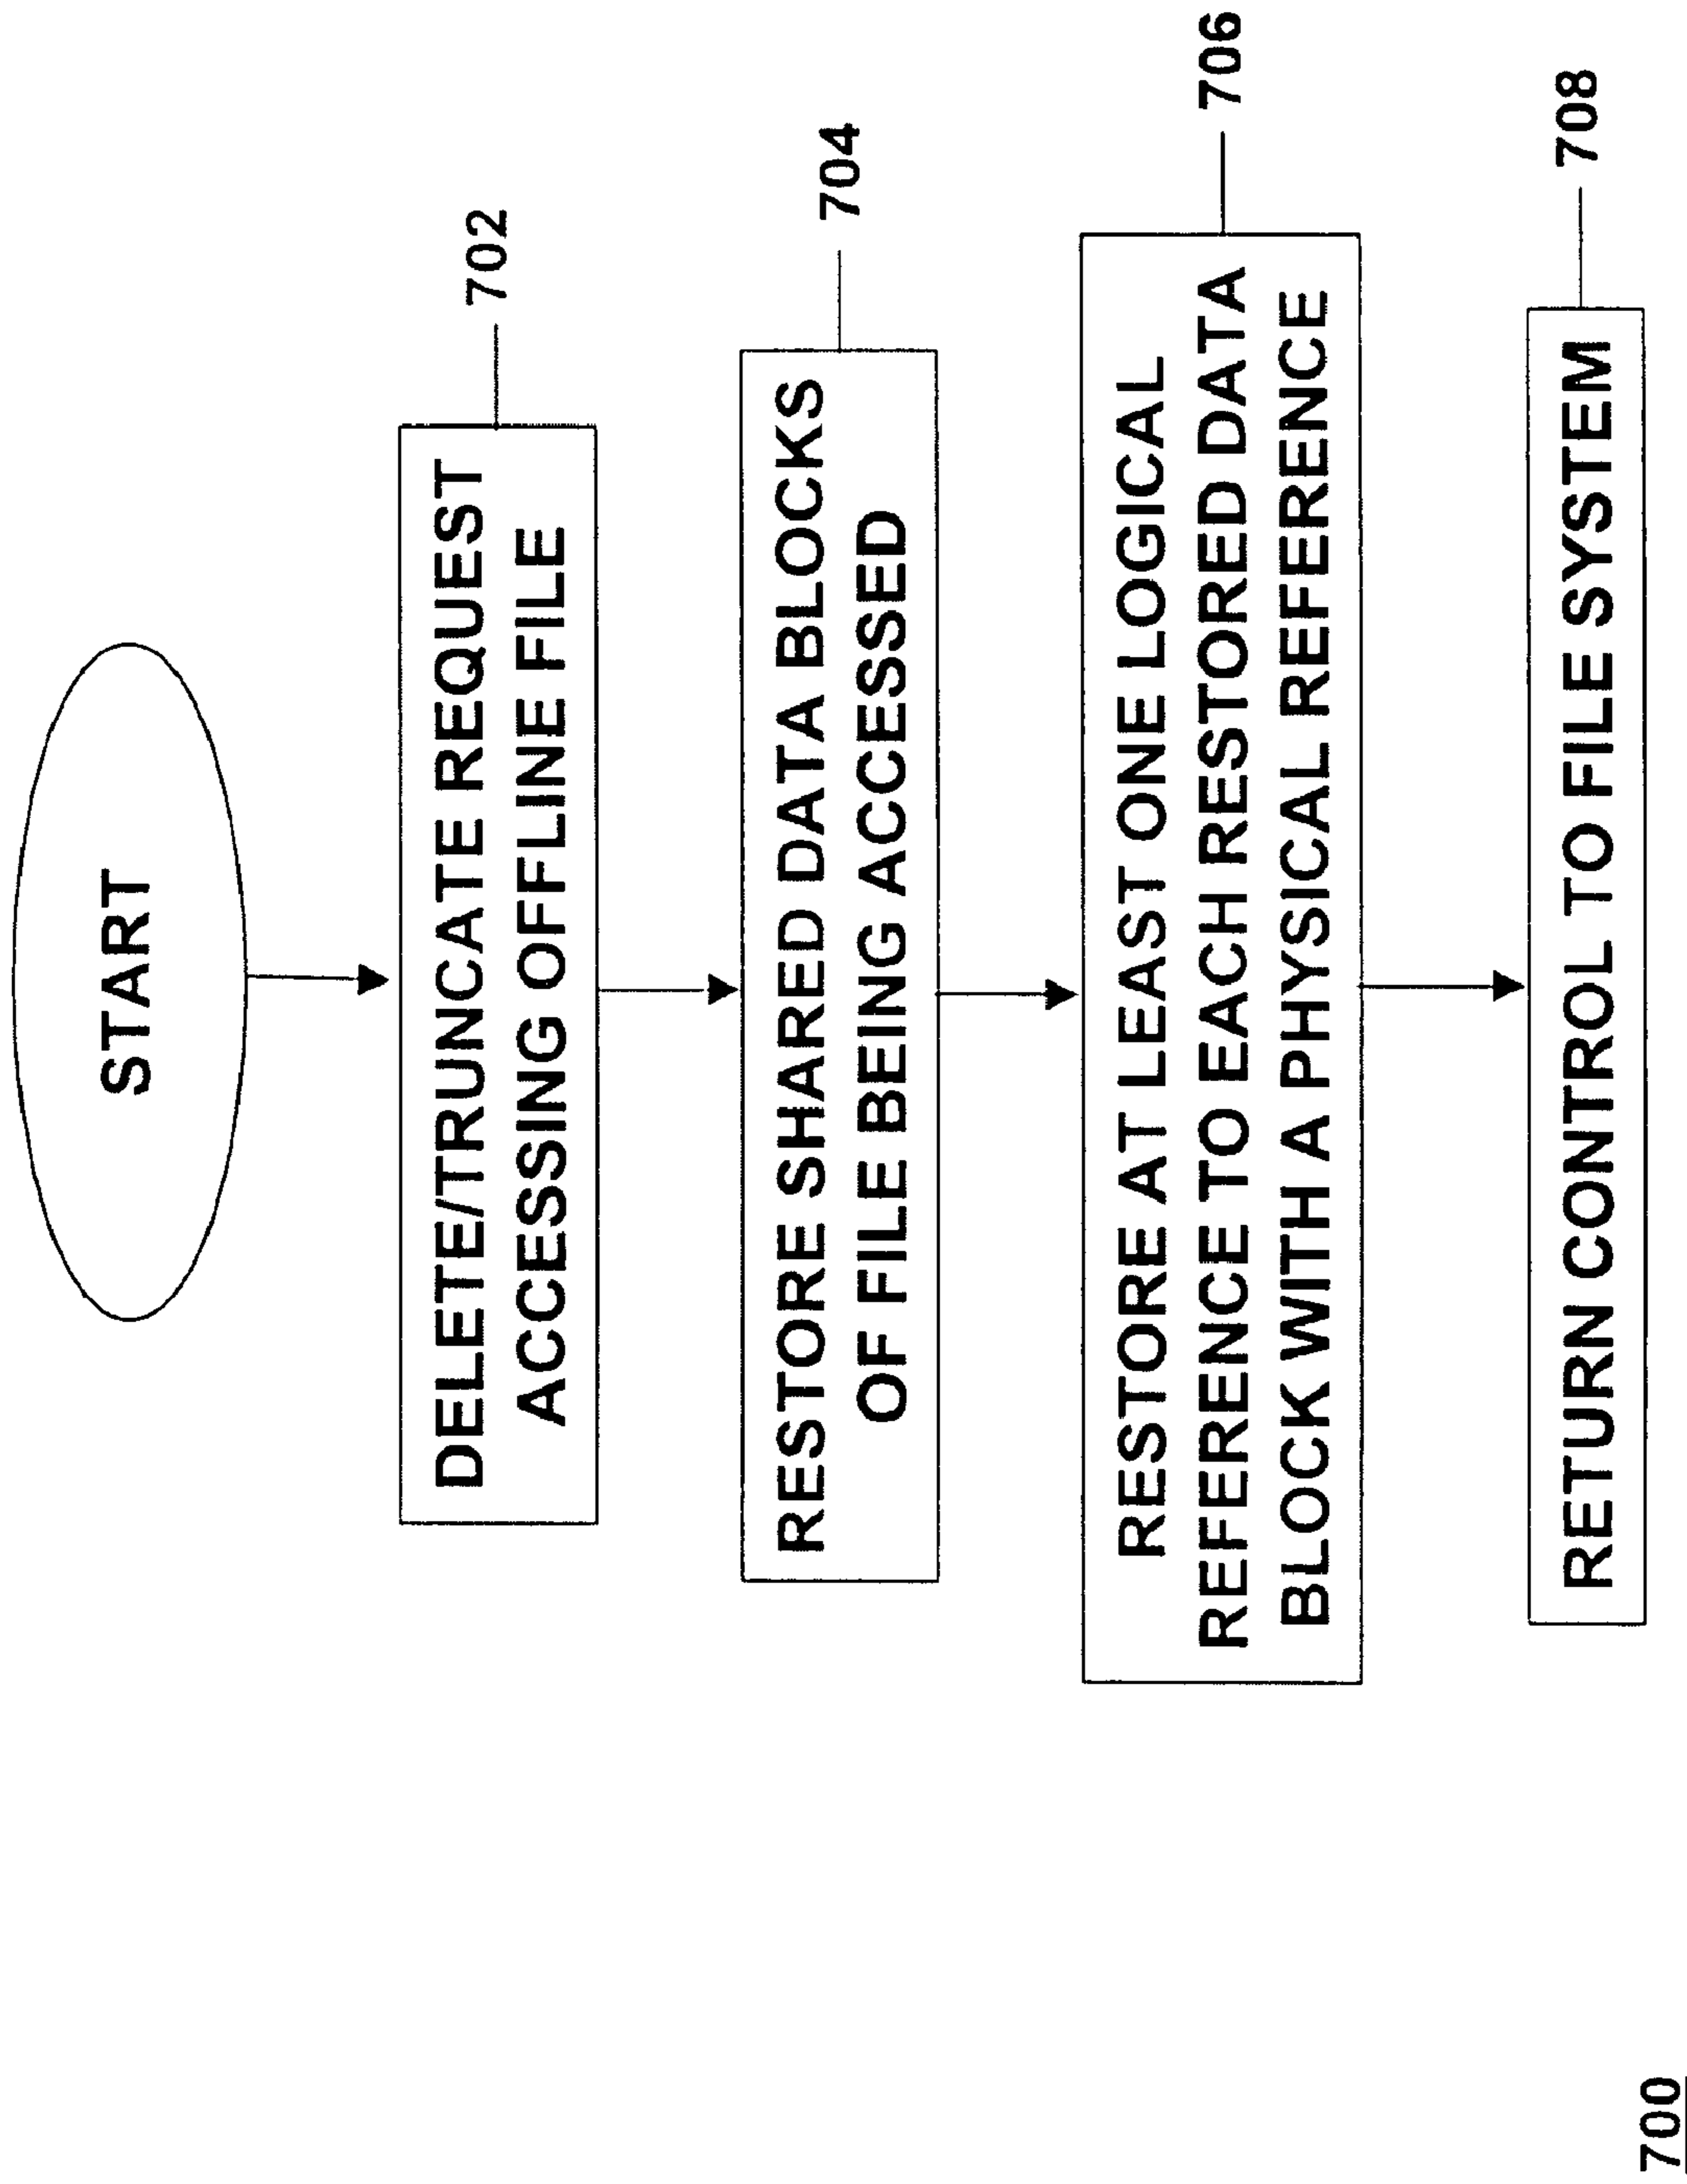 START
DELETE/TRUNCATE REQUEST
ACCESSING OFFLINE FILE
702
RESTORE SHARED DATA BLOCKS
OF FILE BEING ACCESSED
704
RESTORE AT LEAST ONE LOGICAL
REFERENCE TO EACH RESTORED DATA
BLOCK WITH A PHYSICAL REFERENCE
706
RETURN CONTROL TO FILE SYSTEM
708
700